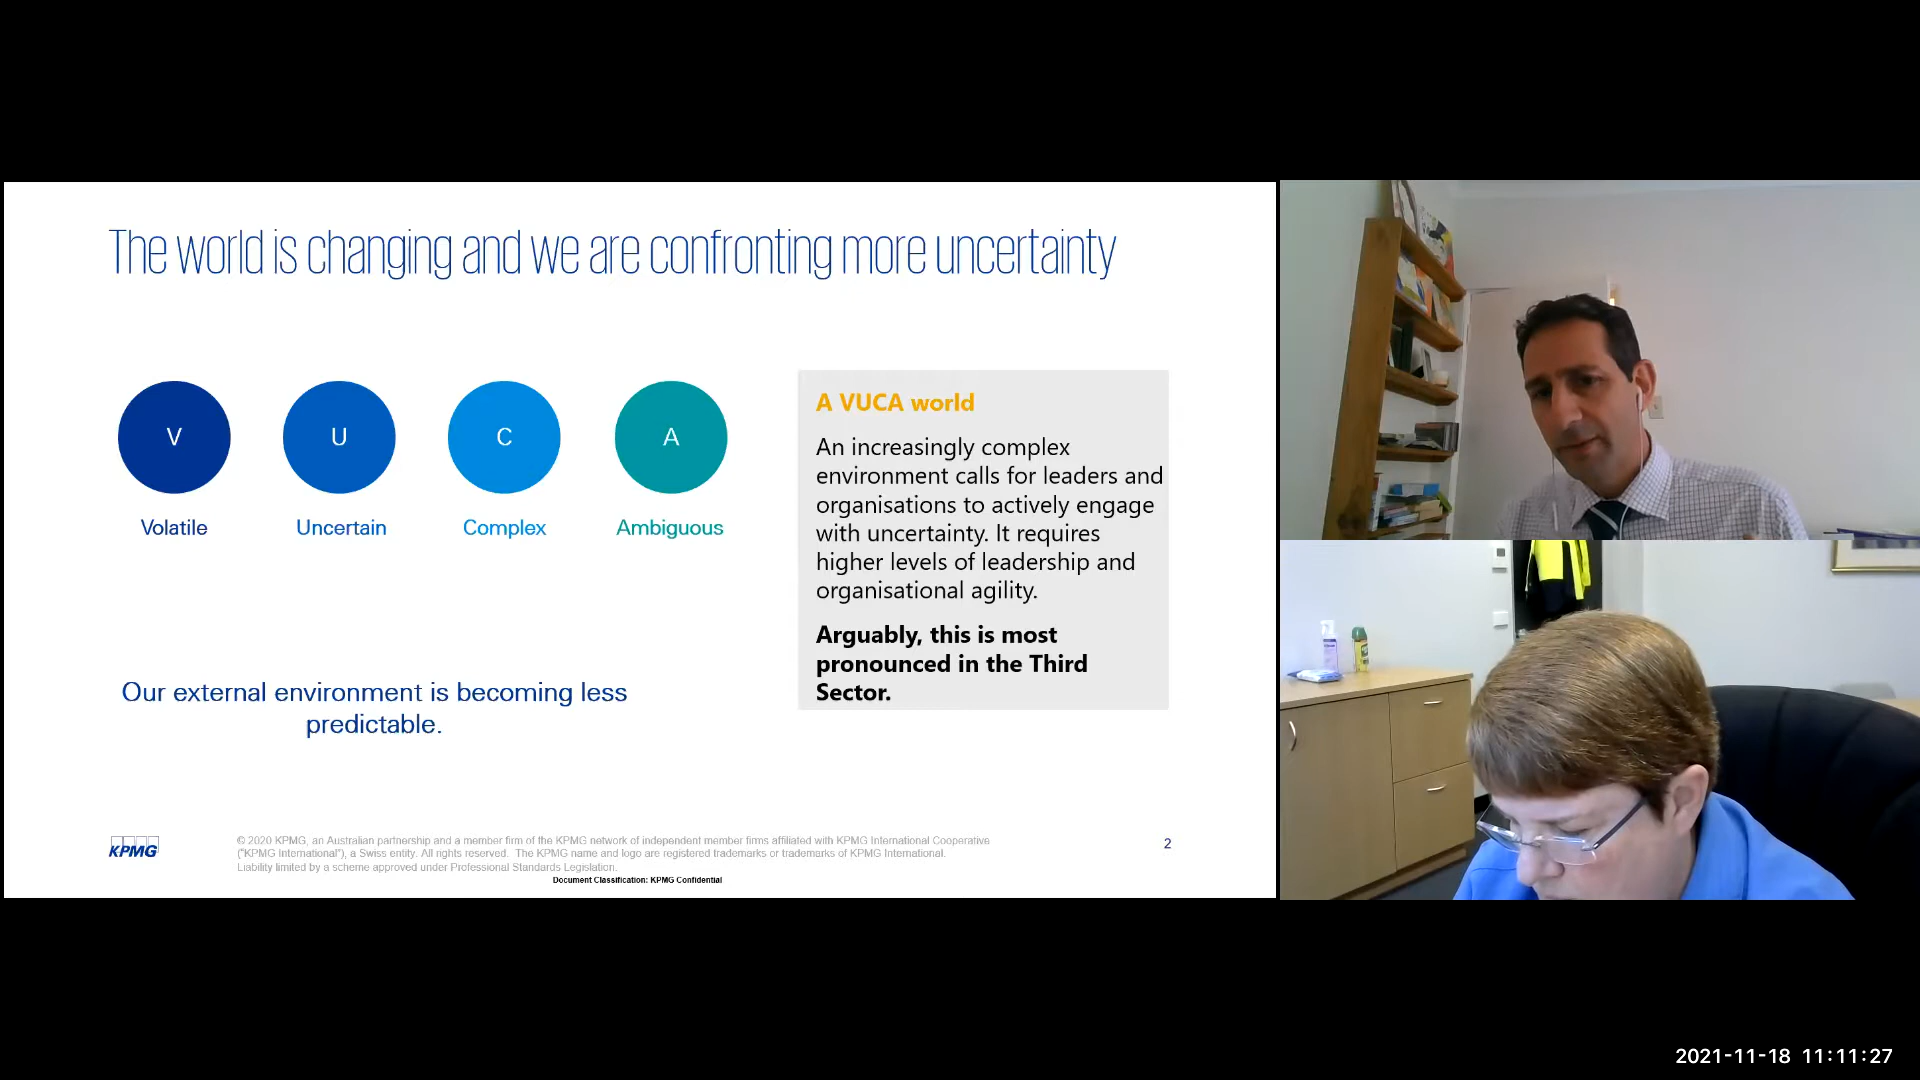 The world is changing and we are confronting more uncertainty
V
U
C
A
Volatile
Uncertain
Complex
Ambiguous
A VUCA world
An increasingly complex
environment calls for leaders and
organisations to actively engage
with uncertainty. It requires
higher levels of leadership and
organisational agility.
Arguably, this is most
pronounced in the Third
Sector.
Our external environment is becoming less
predictable.
KPMG
© 2020 KPMG, an Australian partnership and a member firm of the KPMG network of independent member firms affiliated with KPMG International Cooperative
("KPMG International"), a Swiss entity. All rights reserved. The KPMG name and logo are registered trademarks or trademarks of KPMG International.
Liability limited by a scheme approved under Professional Standards Legislation.
Document Classification: KPMG Confidential
2
2021-11-18 11:11:27